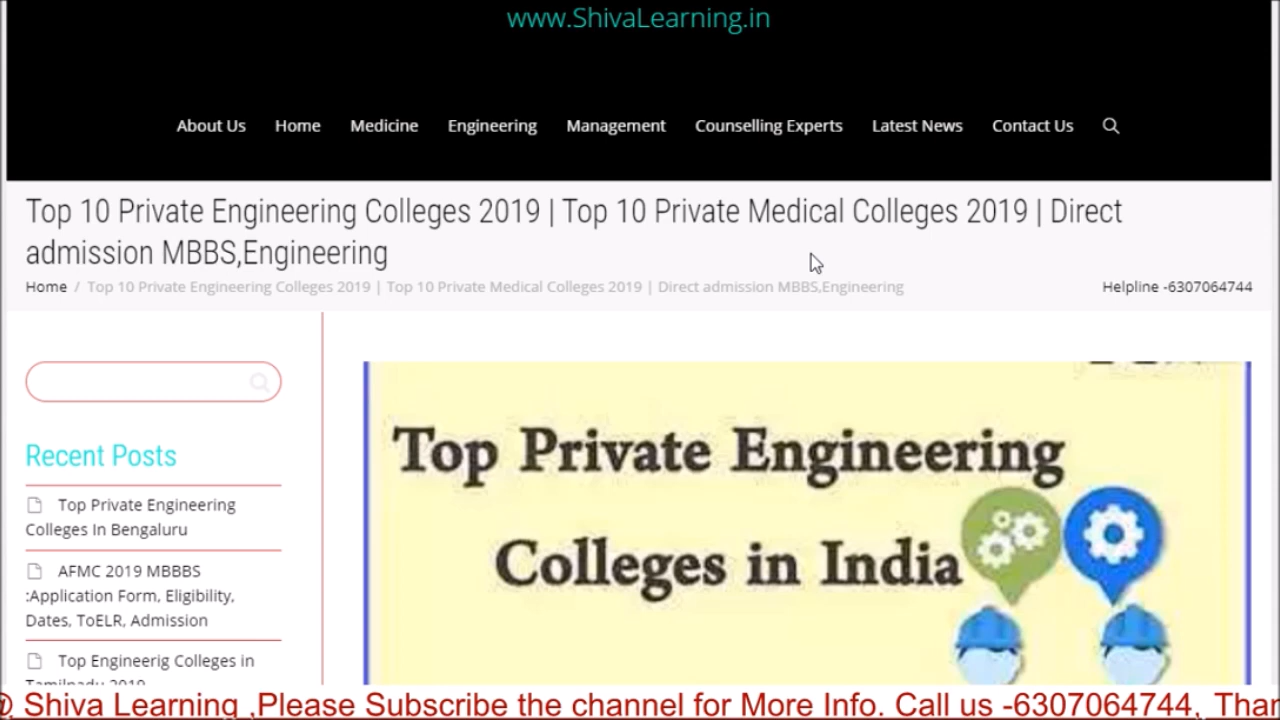 www.ShivaLearning.in
About Us Home Medicine Engineering Management Counselling Experts Latest News Contact Us
Top 10 Private Engineering Colleges 2019 | Top 10 Private Medical Colleges 2019 | Direct
admission MBBS,Engineering
Home / Top 10 Private Engineering Colleges 2019 | Top 10 Private Medical Colleges 2019 | Direct admission MBBS,Engineering
Helpline -6307064744
Recent Posts
Top Private Engineering
Colleges In Bengaluru
AFMC 2019 MBBBS
:Application Form, Eligibility,
Dates, ToELR, Admission
Top Engineerig Colleges in
Tamilnadu 2019
Top Private Engineering
Colleges in India
@ Shiva Learning ,Please Subscribe the channel for More Info. Call us -6307064744, Than